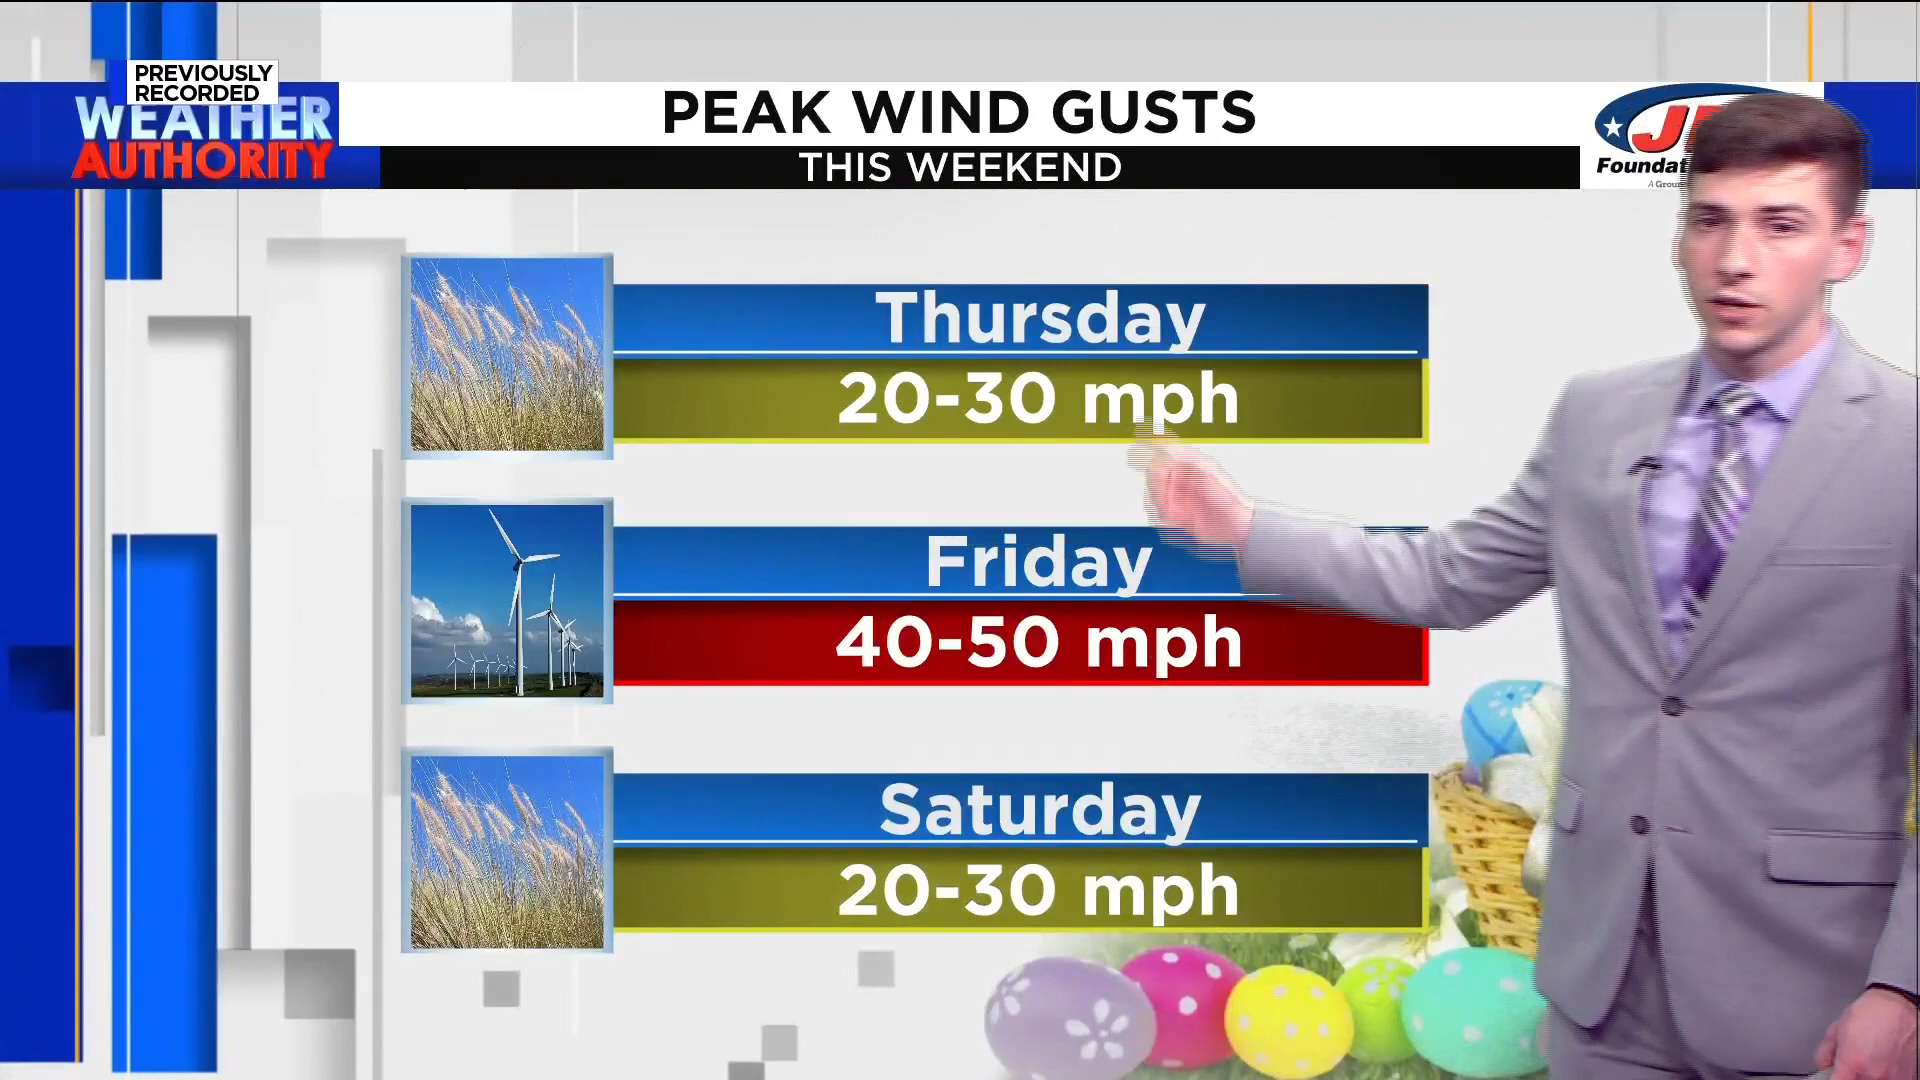 PREVIOUSLY
RECORDED
WEATHER
AUTHORITY
PEAK WIND GUSTS
THIS WEEKEND
Thursday
20-30 mph
Friday
40-50 mph
Saturday
20-30 mph